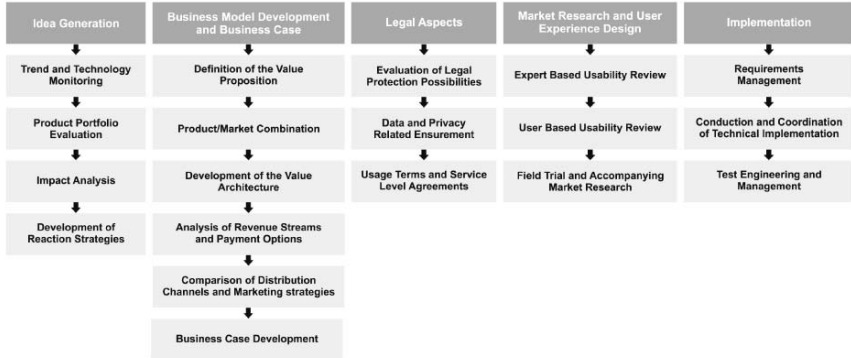 Idea Generation
Trend and Technology
Monitoring
Product Portfolio
Evaluation
Impact Analysis
Development of
Reaction Strategies
Business Model Development
and Business Case
Definition of the Value
Proposition
Product/Market Combination
Development of the Value
Architecture
Analysis of Revenue Streams
and Payment Options
Comparison of Distribution
Channels and Marketing strategies
Business Case Development
Legal Aspects
Evaluation of Legal
Protection Possibilities
Data and Privacy
Related Ensurement
Usage Terms and Service
Level Agreements
Market Research and User
Experience Design
Expert Based Usability Review
User Based Usability Review
Field Trial and Accompanying
Market Research
Implementation
Requirements
Management
Conduction and Coordination
of Technical Implementation
Test Engineering and
Management